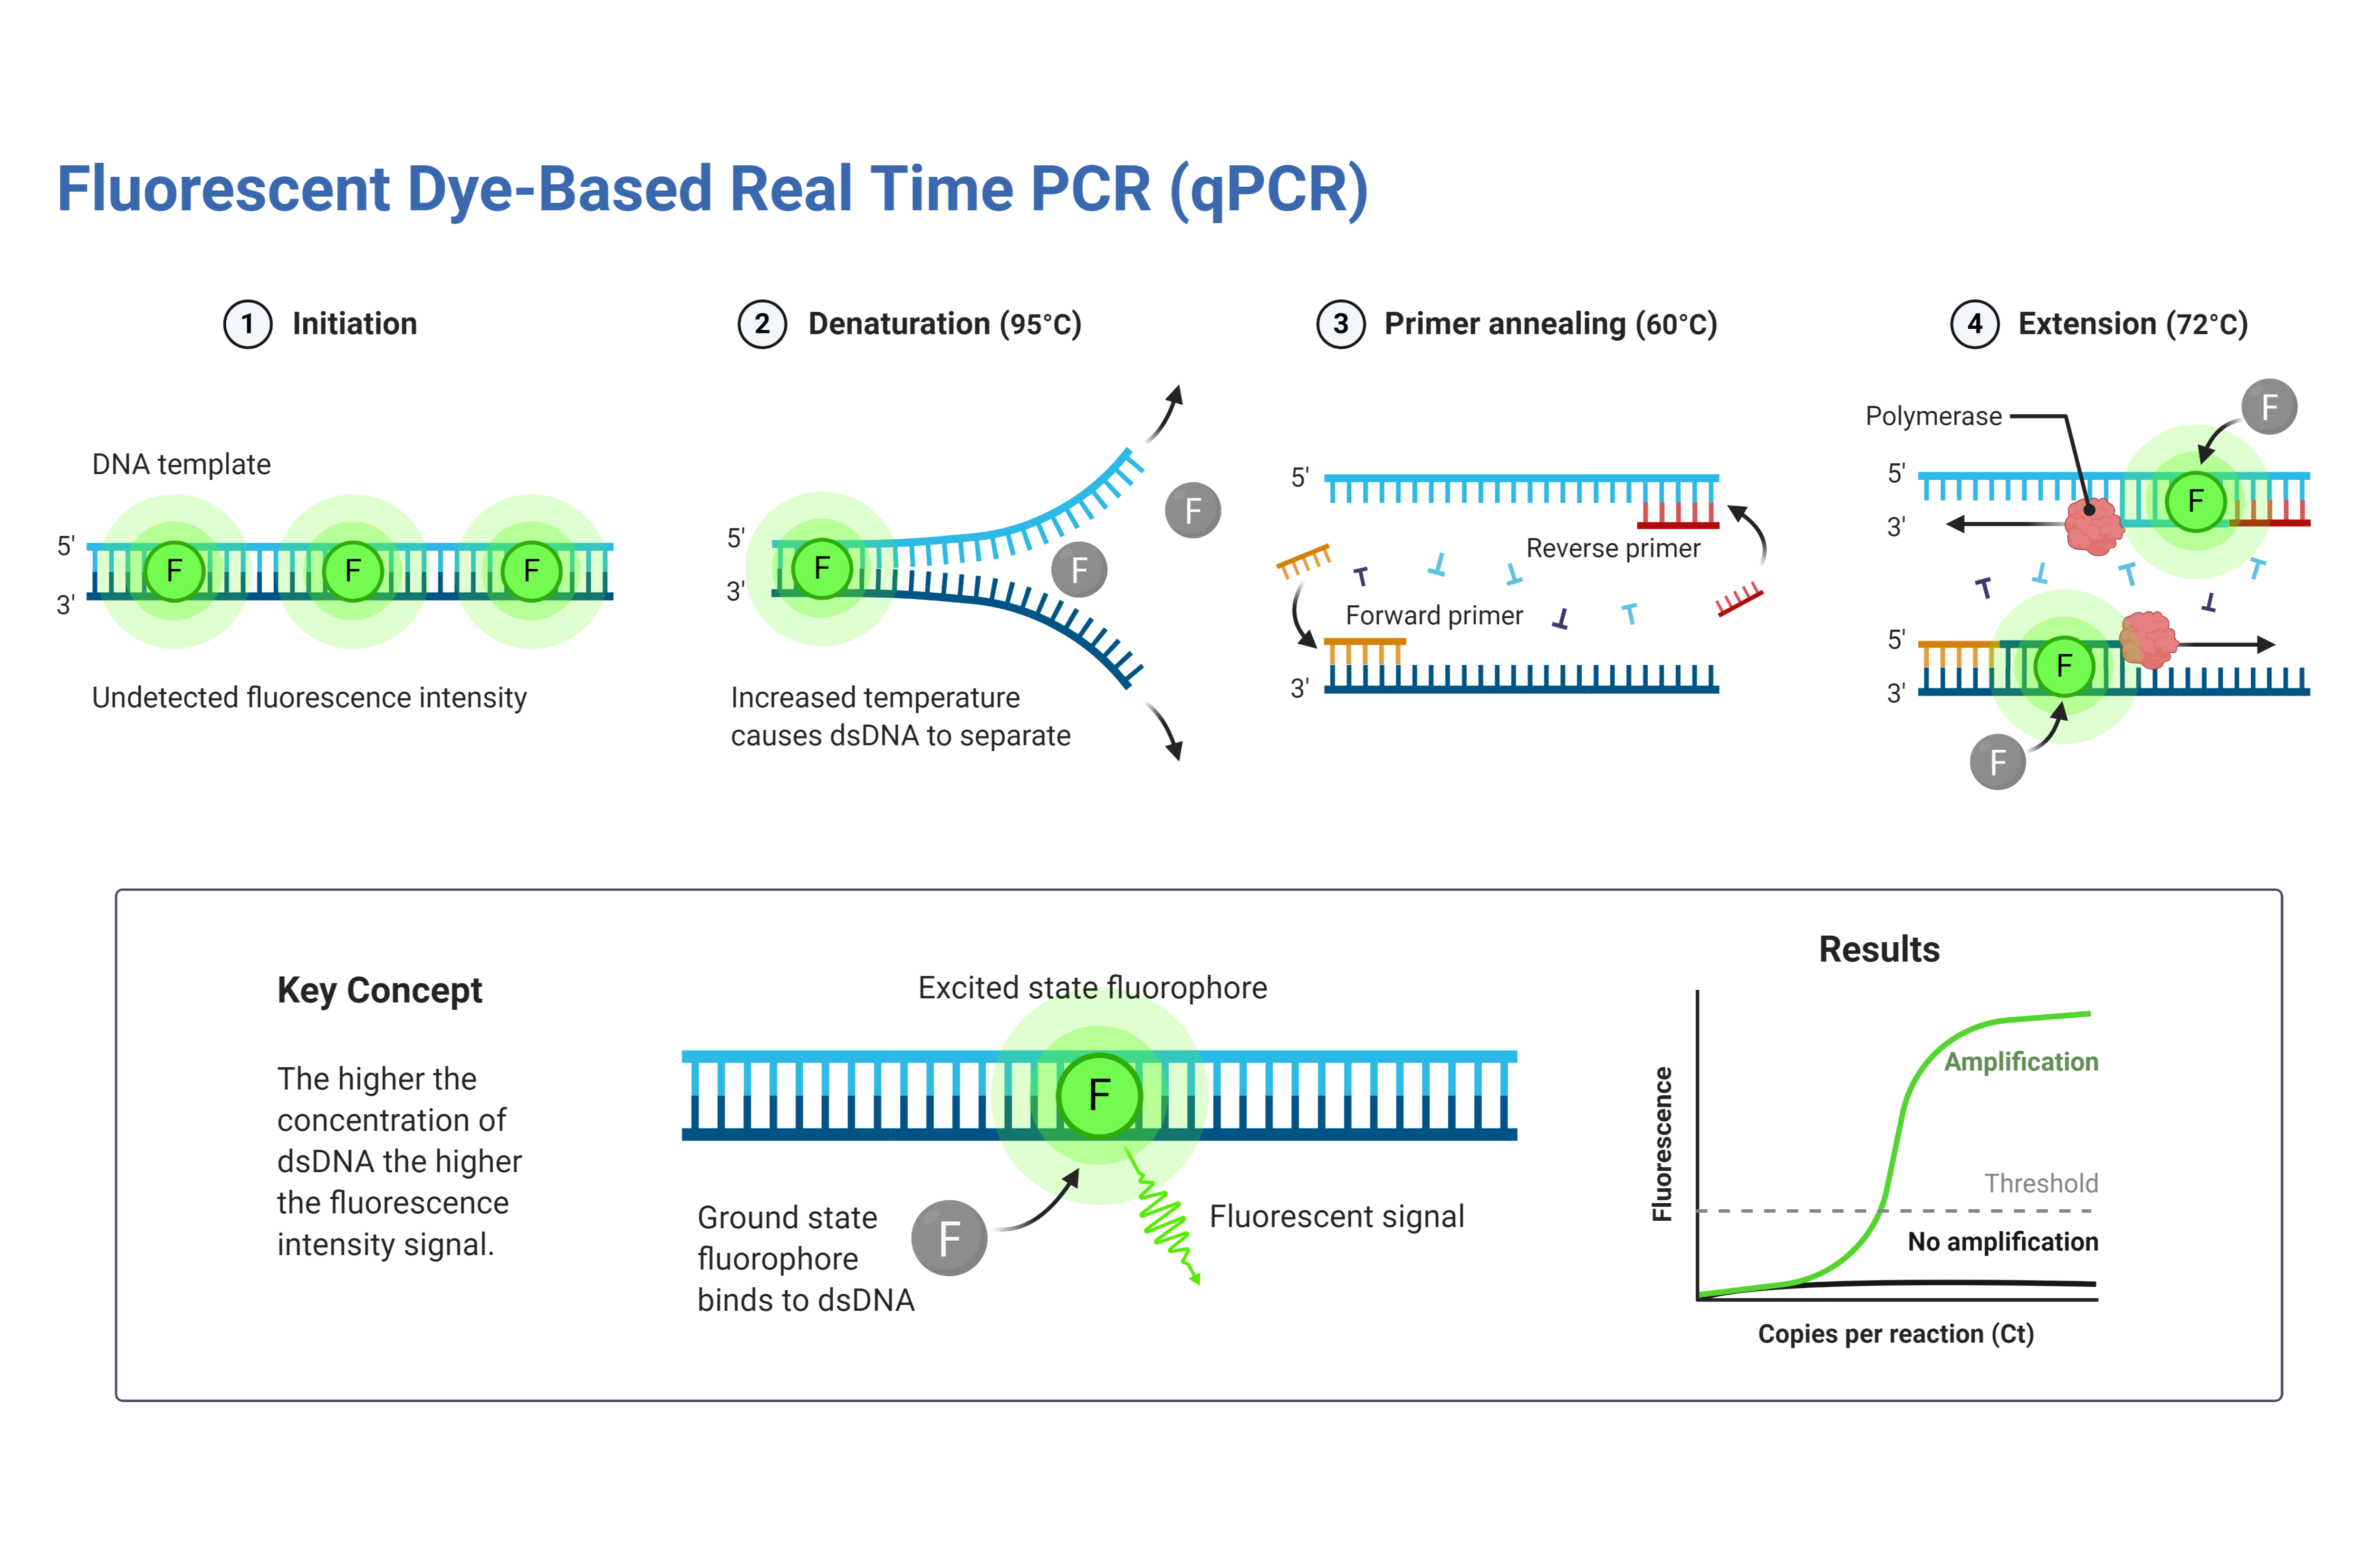 Fluorescent Dye-Based Real Time PCR (qPCR)
1 Initiation
DNA template
5'
3'
F F F
Undetected fluorescence intensity
2 Denaturation (95°C)
5'
3'
F
F
F
Increased temperature
causes dsDNA to separate
3 Primer annealing (60°C)
5'
Reverse primer
Forward primer
3'
4 Extension (72°C)
F
Polymerase
5'
F
3'
5'
F
3'
F
Key Concept
The higher the
concentration of
dsDNA the higher
the fluorescence
intensity signal.
Excited state fluorophore
F
Ground state
fluorophore
binds to dsDNA
F
Fluorescent signal
Results
Fluorescence
Amplification
Threshold
No amplification
Copies per reaction (Ct)